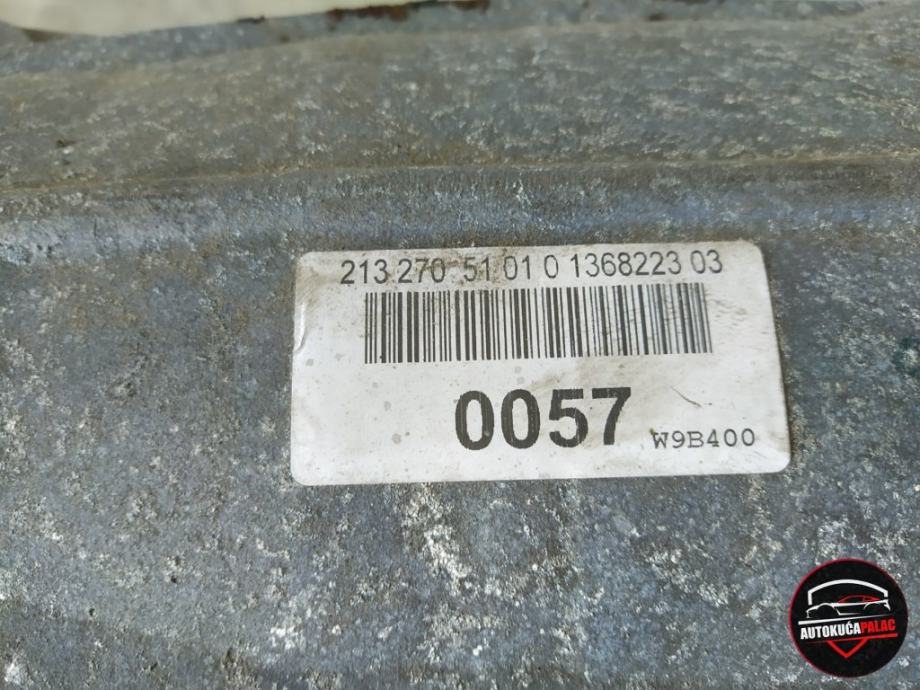 213 270 51 01 0 1368223 03
0057
W9B400
AUTOKUĆAPALAC